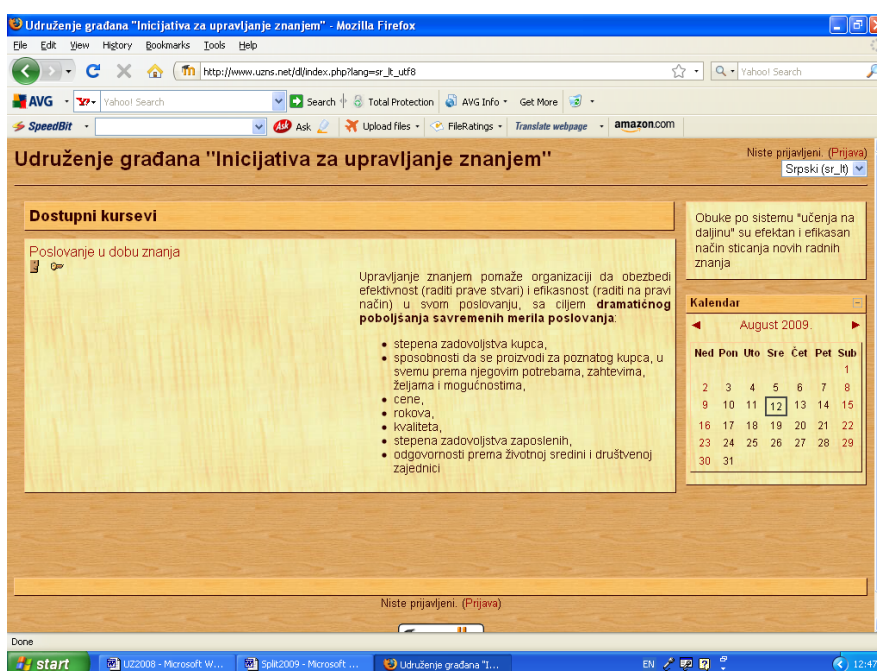 Udruženje građana "Inicijativa za upravljanje znanjem" - Mozilla Firefox
File Edit View History Bookmarks Tools Help
http://www.uzns.net/dl/index.php?lang=sr_lt_utf8
Yahoo! Search
AVG Y? Yahoo! Search Search Total Protection AVG Info Get More
SpeedBit Ask Upload files FileRatings Translate webpage amazon.com
Udruženje građana "Inicijativa za upravljanje znanjem"
Niste prijavljeni. (Prijava)
Srpski (sr_lt)
Dostupni kursevi
Poslovanje u dobu znanja
Upravljanje znanjem pomaže organizaciji da obezbedi
efektivnost (raditi prave stvari) i efikasnost (raditi na pravi
način) u svom poslovanju, sa ciljem dramatičnog
poboljšanja savremenih merila poslovanja:
• stepena zadovoljstva kupca,
• sposobnosti da se proizvodi za poznatog kupca, u
svemu prema njegovim potrebama, zahtevima,
željama i mogućnostima,
• cene,
• rokova,
• kvaliteta,
• stepena zadovoljstva zaposlenih,
• odgovornosti prema životnoj sredini i društvenoj
zajednici
Obuke po sistemu "učenja na
daljinu" su efektan i efikasan
način sticanja novih radnih
znanja
Kalendar
August 2009.
Ned Pon Uto Sre Čet Pet Sub
1
2 3 4 5 6 7 8
9 10 11 12 13 14 15
16 17 18 19 20 21 22
23 24 25 26 27 28 29
30 31
Niste prijavljeni. (Prijava)
Done
start UZ2008 - Microsoft W... Split2009 - Microsoft ... Udruženje građana "I... EN 12:47